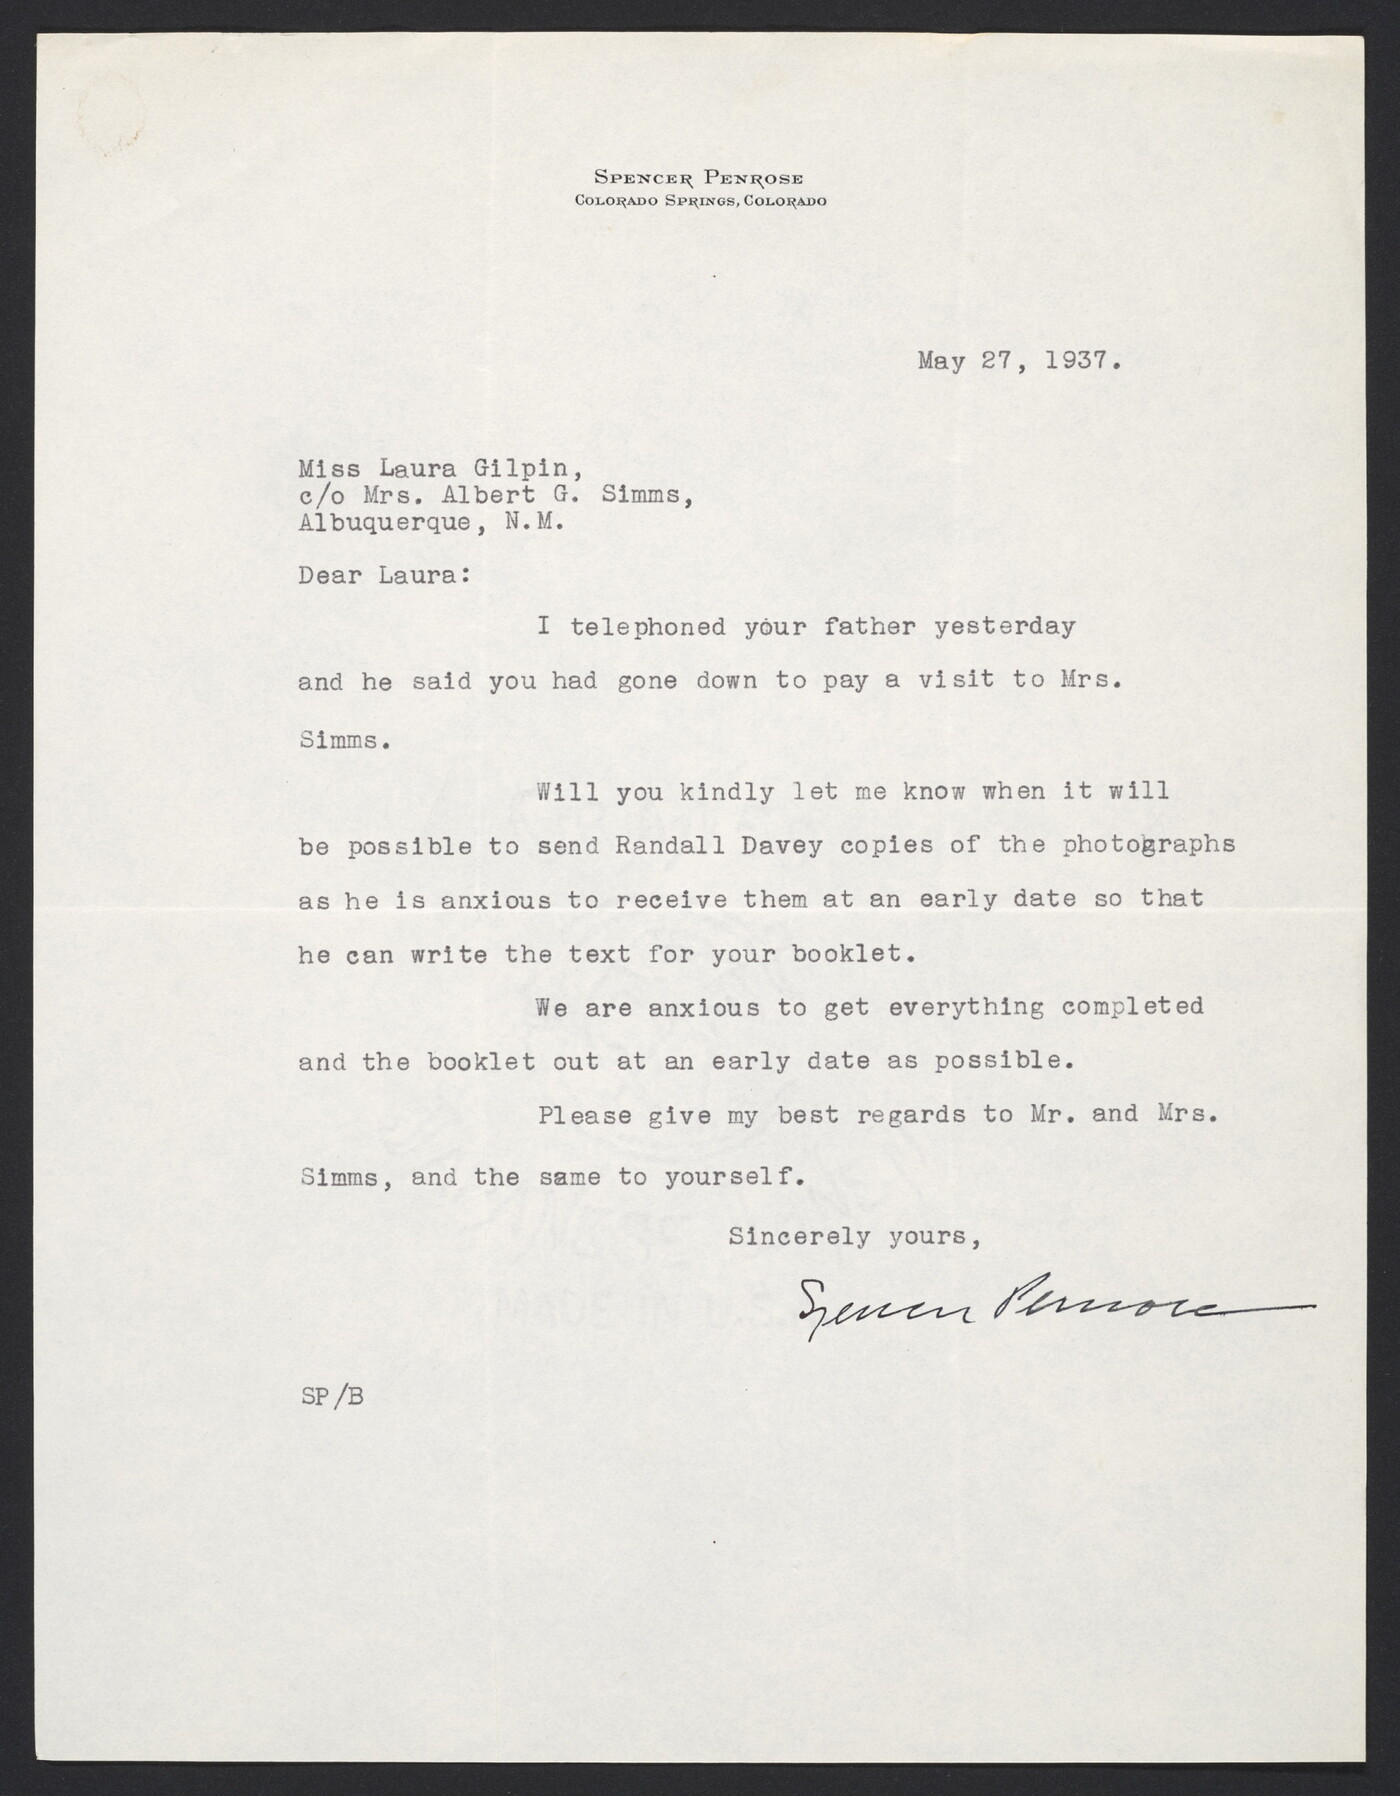 SPENCER PENROSE
COLORADO SPRINGS, COLORADO
May 27, 1937.
Miss Laura Gilpin,
c/o Mrs. Albert G. Simms,
Albuquerque, N.M.
Dear Laura:
I telephoned your father yesterday
and he said you had gone down to pay a visit to Mrs.
Simms.
Will you kindly let me know when it will
be possible to send Randall Davey copies of the photographs
as he is anxious to receive them at an early date so that
he can write the text for your booklet.
We are anxious to get everything completed
and the booklet out at an early date as possible.
Please give my best regards to Mr. and Mrs.
Simms, and the same to yourself.
Sincerely yours,
Spencer Penrose
SP/B